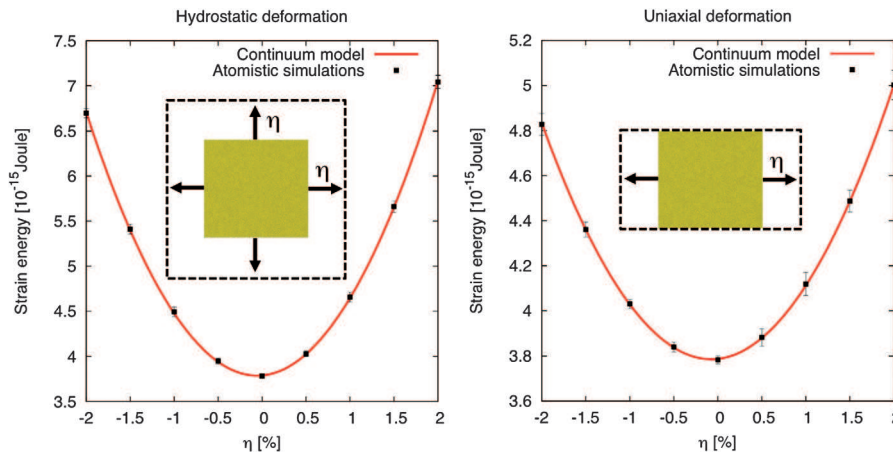 Hydrostatic deformation
7.5
7
6.5
6
5.5
5
4.5
4
3.5
Strain energy [10-15Joule]
Continuum model
Atomistic simulations
η
η
-2 -1.5 -1 -0.5 0 0.5 1 1.5 2
η [%]
Uniaxial deformation
5.2
5
4.8
4.6
4.4
4.2
4
3.8
3.6
Strain energy [10-15Joule]
Continuum model
Atomistic simulations
η
-2 -1.5 -1 -0.5 0 0.5 1 1.5 2
η [%]